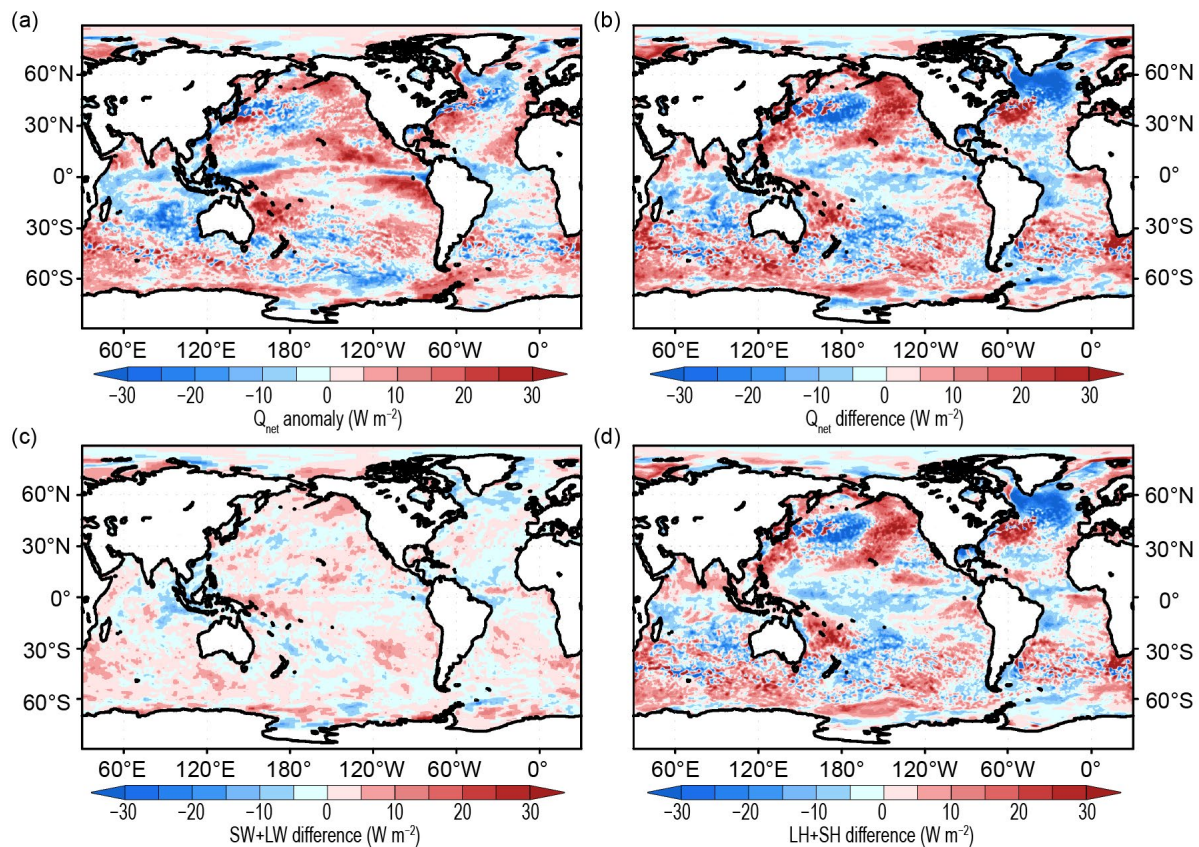 (a)
(b)
60°N
30°N
0°
30°S
60°S
60°N
30°N
0°
30°S
60°S
60°E 120°E 180° 120°W 60°W 0°
60°E 120°E 180° 120°W 60°W 0°
−30 −20 −10 0 10 20 30
−30 −20 −10 0 10 20 30
Qnet anomaly (W m−2)
Qnet difference (W m−2)
(c)
(d)
60°N
30°N
0°
30°S
60°S
60°N
30°N
0°
30°S
60°S
60°E 120°E 180° 120°W 60°W 0°
60°E 120°E 180° 120°W 60°W 0°
−30 −20 −10 0 10 20 30
−30 −20 −10 0 10 20 30
SW+LW difference (W m−2)
LH+SH difference (W m−2)